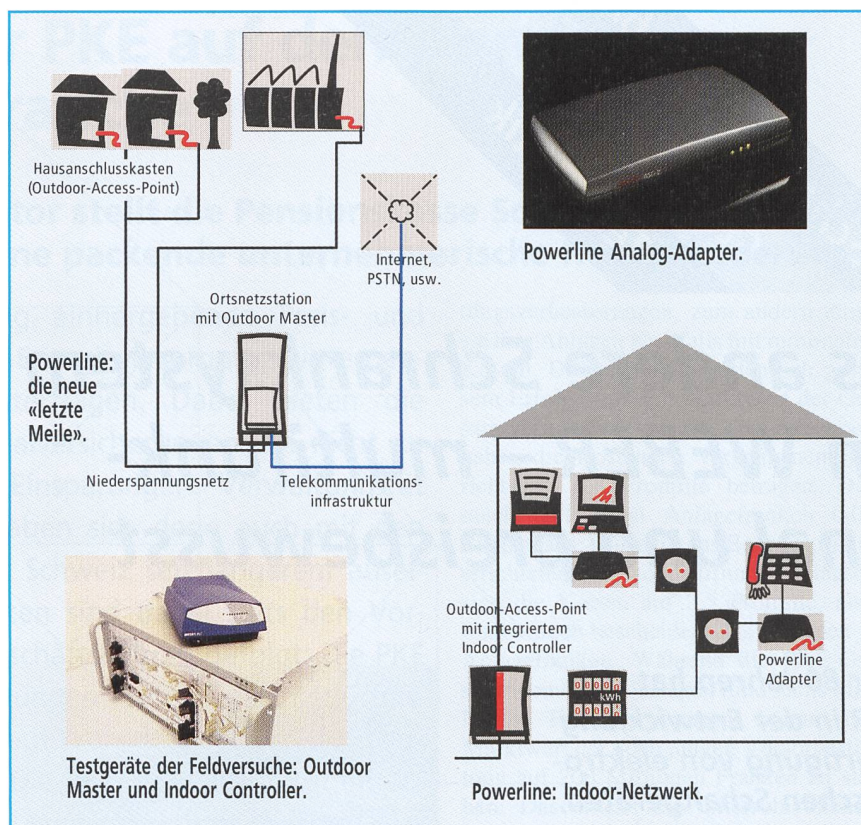 Hausanschlusskasten
(Outdoor-Access-Point)
Internet,
PSTN, usw.
Ortsnetzstation
mit Outdoor Master
Powerline:
die neue
«letzte
Meile».
Niederspannungsnetz
Telekommunikations-
infrastruktur
Powerline Analog-Adapter.
Testgeräte der Feldversuche: Outdoor
Master und Indoor Controller.
Outdoor-Access-Point
mit integriertem
Indoor Controller
00000
kWh
00000
Powerline
Adapter
Powerline: Indoor-Netzwerk.